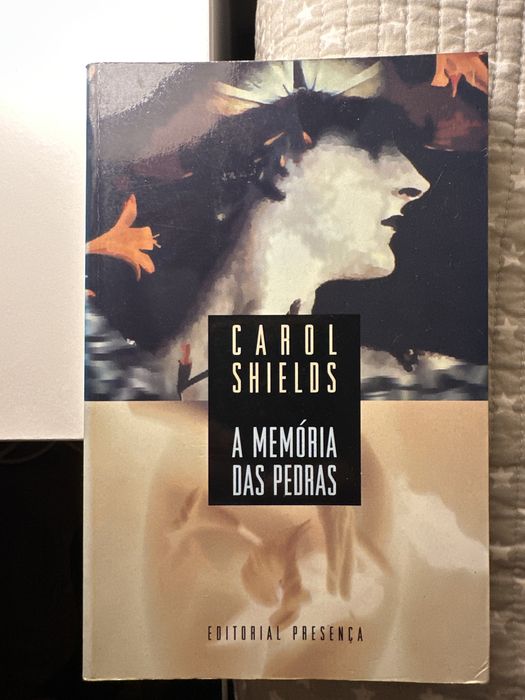 CAROL
SHIELDS
A MEMÓRIA
DAS PEDRAS
EDITORIAL PRESENÇA